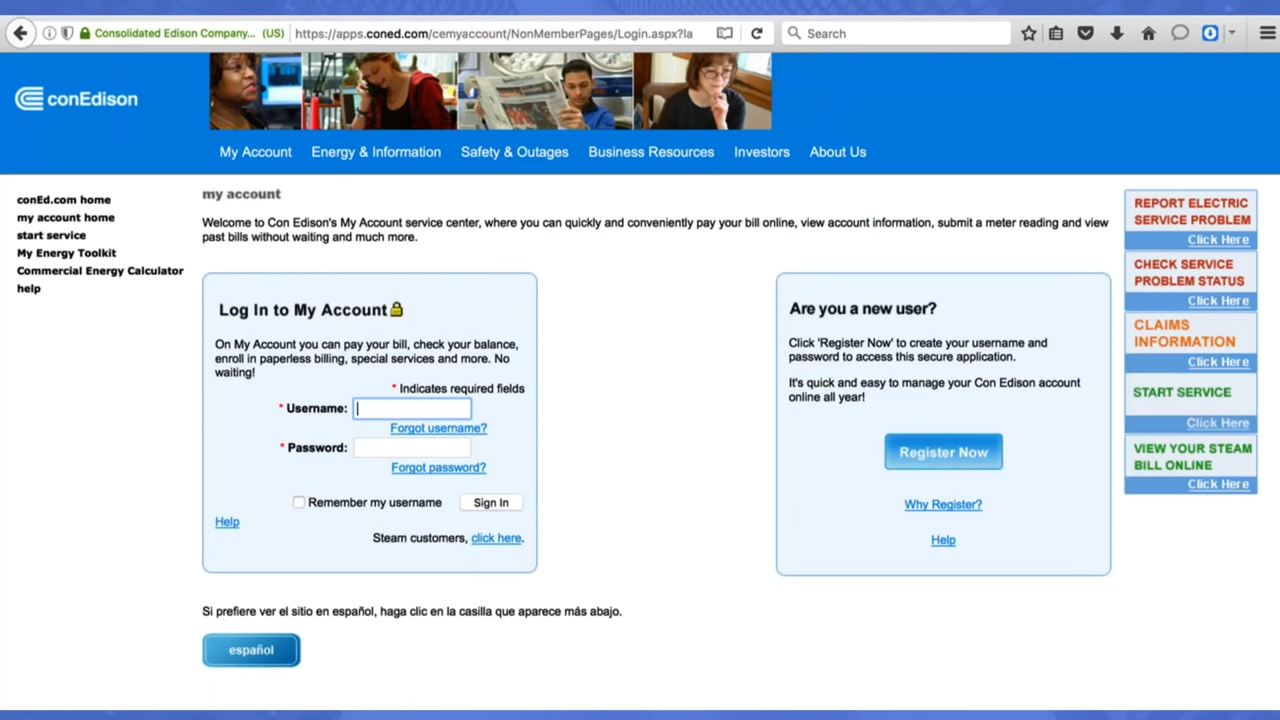 Consolidated Edison Company... (US)
https://apps.coned.com/cemyaccount/NonMemberPages/Login.aspx?la
Search
conEdison
My Account
Energy & Information
Safety & Outages
Business Resources
Investors
About Us
conEd.com home
my account home
start service
My Energy Toolkit
Commercial Energy Calculator
help
my account
Welcome to Con Edison's My Account service center, where you can quickly and conveniently pay your bill online, view account information, submit a meter reading and view
past bills without waiting and much more.
Log In to My Account
On My Account you can pay your bill, check your balance,
enroll in paperless billing, special services and more. No
waiting!
* Indicates required fields
* Username:
Forgot username?
* Password:
Forgot password?
Remember my username
Sign In
Help
Steam customers, click here.
Are you a new user?
Click 'Register Now' to create your username and
password to access this secure application.
It's quick and easy to manage your Con Edison account
online all year!
Register Now
Why Register?
Help
REPORT ELECTRIC
SERVICE PROBLEM
Click Here
CHECK SERVICE
PROBLEM STATUS
Click Here
CLAIMS
INFORMATION
Click Here
START SERVICE
Click Here
VIEW YOUR STEAM
BILL ONLINE
Click Here
Si prefiere ver el sitio en español, haga clic en la casilla que aparece más abajo.
español